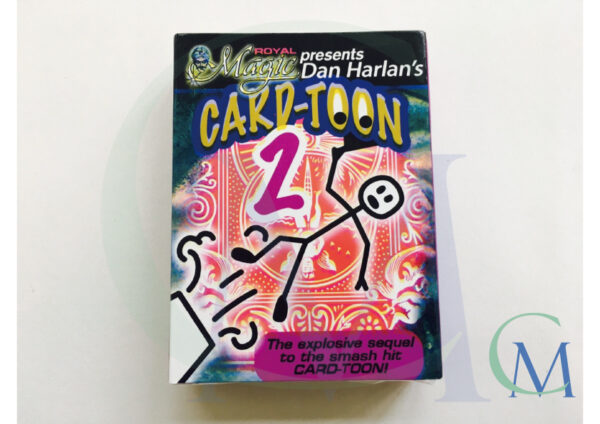 ROYAL
Magic presents
Dan Harlan's
CARD-TOON
2
The explosive sequel
to the smash hit
CARD-TOON!
CM